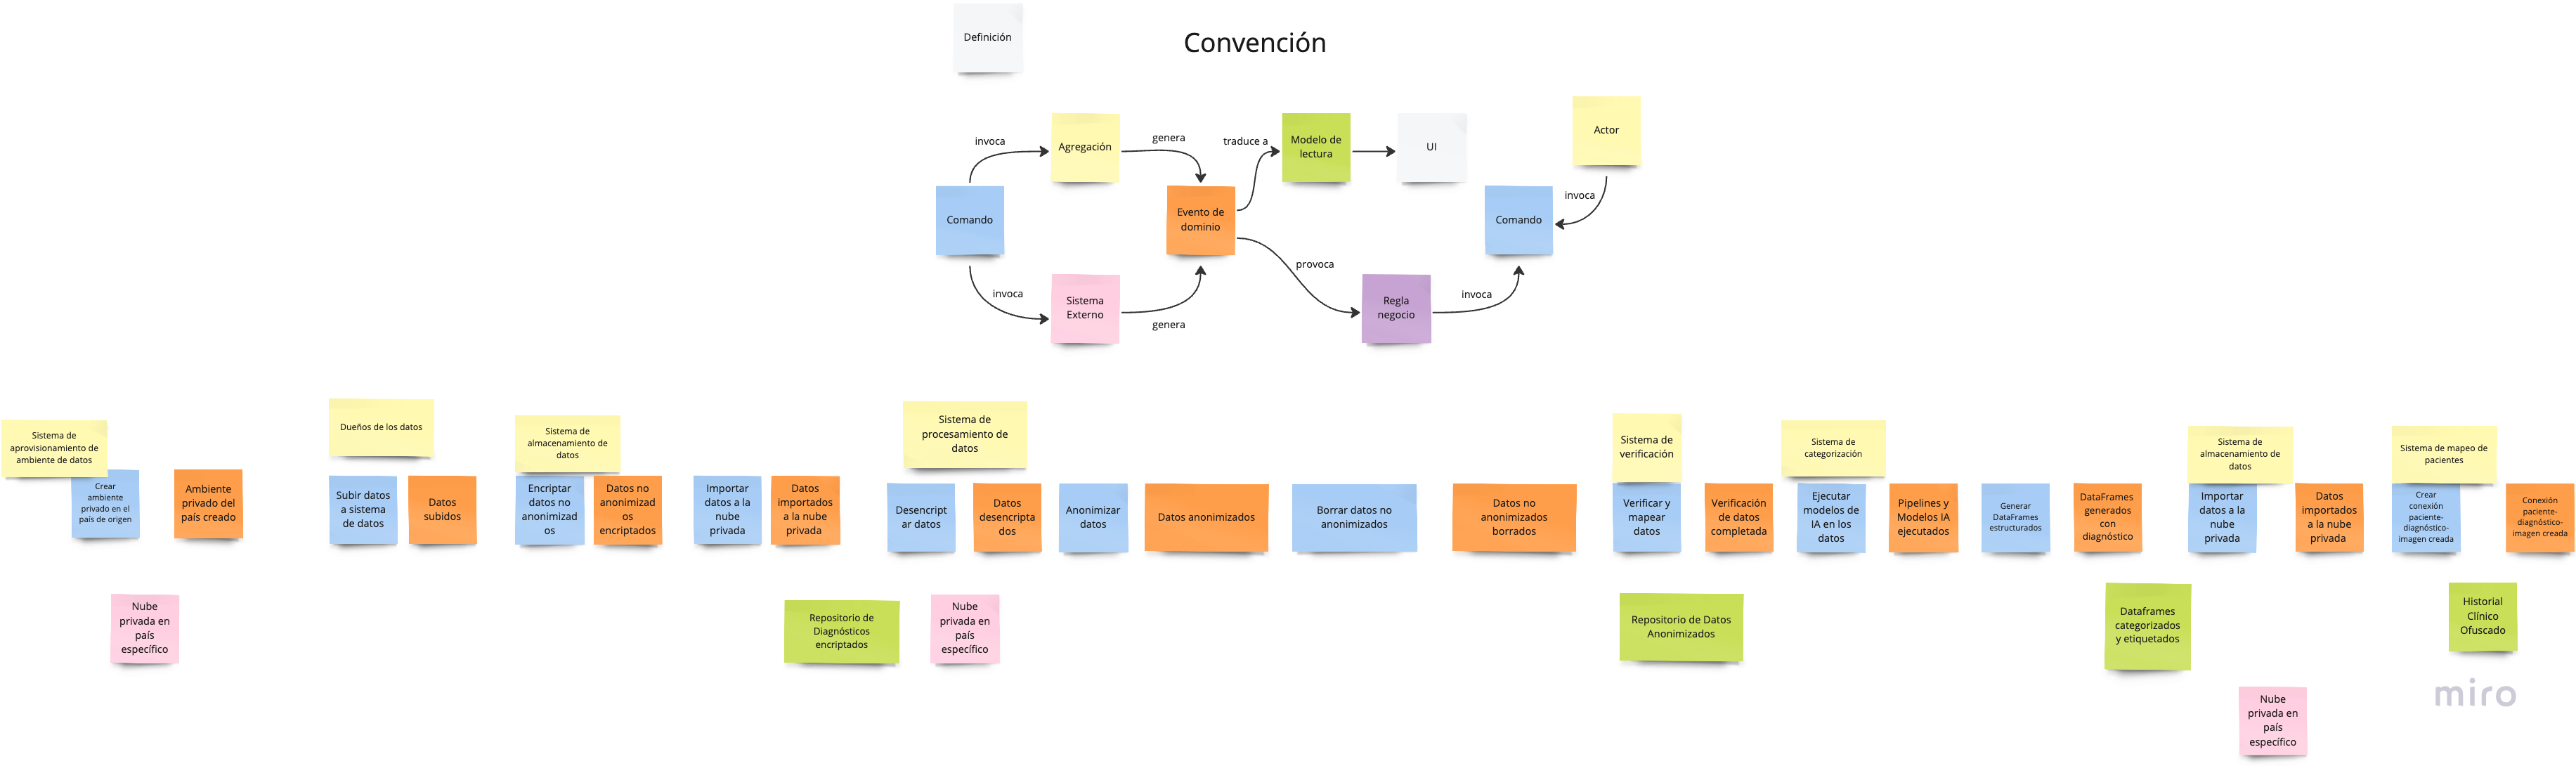 Definición
Convención
invoca
Agregación
genera
traduce a
Modelo de
lectura
UI
Actor
Comando
Evento de
dominio
Comando
invoca
invoca
Sistema
Externo
genera
provoca
Regla
negocio
invoca
Sistema de
aprovisionamiento de
ambiente de datos
Crear
ambiente
privado en el
país de origen
Ambiente
privado del
país creado
Nube
privada en
país
específico
Dueños de los datos
Subir datos
a sistema
de datos
Datos
subidos
Sistema de
almacenamiento de
datos
Encriptar
datos no
anonimizad
os
Datos no
anonimizad
os
encriptados
Importar
datos a la
nube
privada
Datos
importados
a la nube
privada
Repositorio de
Diagnósticos
encriptados
Sistema de
procesamiento de
datos
Desencript
ar datos
Datos
desencripta
dos
Anonimizar
datos
Datos anonimizados
Borrar datos no
anonimizados
Datos no
anonimizados
borrados
Nube
privada en
país
específico
Sistema de
verificación
Verificar y
mapear
datos
Verificación
de datos
completada
Repositorio de Datos
Anonimizados
Sistema de
categorización
Ejecutar
modelos de
IA en los
datos
Pipelines y
Modelos IA
ejecutados
Generar
DataFrames
estructurados
DataFrames
generados
con
diagnóstico
Dataframes
categorizados
y etiquetados
Sistema de
almacenamiento de
datos
Importar
datos a la
nube
privada
Datos
importados
a la nube
privada
Nube
privada en
país
específico
Sistema de mapeo de
pacientes
Crear
conexión
paciente-
diagnóstico-
imagen creada
Conexión
paciente-
diagnóstico-
imagen creada
Historial
Clínico
Ofuscado
miro